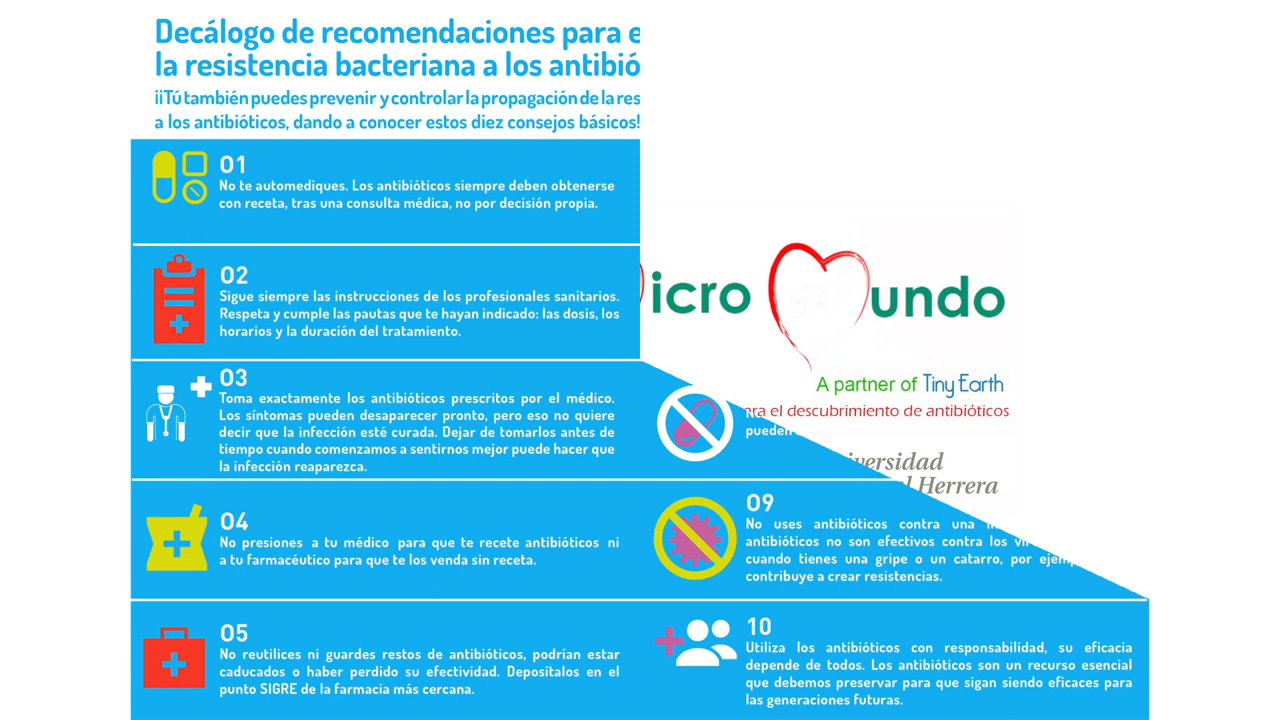 Decálogo de recomendaciones para
la resistencia bacteriana a los
¡¡Tú también puedes prevenir y controlar la propagación de la
a los antibióticos, dando a conocer estos diez consejos básicos!
01
No te automediques. Los antibióticos siempre deben obtenerse
con receta, tras una consulta médica, no por decisión propia.
02
Sigue siempre las instrucciones de los profesionales sanitarios.
Respeta y cumple las pautas que te hayan indicado: las dosis, los
horarios y la duración del tratamiento.
03
Toma exactamente los antibióticos prescritos por el médico.
Los síntomas pueden desaparecer pronto, pero eso no quiere
decir que la infección esté curada. Dejar de tomarlos antes de
tiempo cuando comenzamos a sentirnos mejor puede hacer que
la infección reaparezca.
04
No presiones a tu médico para que te recete antibióticos ni
a tu farmacéutico para que te los venda sin receta.
05
No reutilices ni guardes restos de antibióticos, podrían estar
caducados o haber perdido su efectividad. Deposítalos en el
punto SIGRE de la farmacia más cercana.
icro undo
A partner of Tiny Earth
el descubrimiento de antibióticos
Herrera
pueden
09
No uses antibióticos contra una
antibióticos no son efectivos contra los
cuando tienes una gripe o un catarro, por
contribuye a crear resistencias.
10
Utiliza los antibióticos con responsabilidad, su eficacia
depende de todos. Los antibióticos son un recurso esencial
que debemos preservar para que sigan siendo eficaces para
las generaciones futuras.